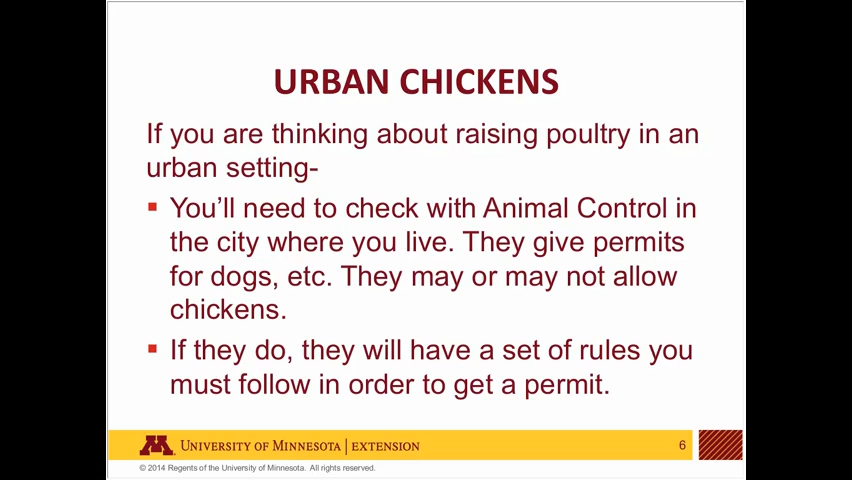 URBAN CHICKENS
If you are thinking about raising poultry in an
urban setting-
▪ You’ll need to check with Animal Control in
the city where you live. They give permits
for dogs, etc. They may or may not allow
chickens.
▪ If they do, they will have a set of rules you
must follow in order to get a permit.
M UNIVERSITY OF MINNESOTA | EXTENSION
6
© 2014 Regents of the University of Minnesota. All rights reserved.